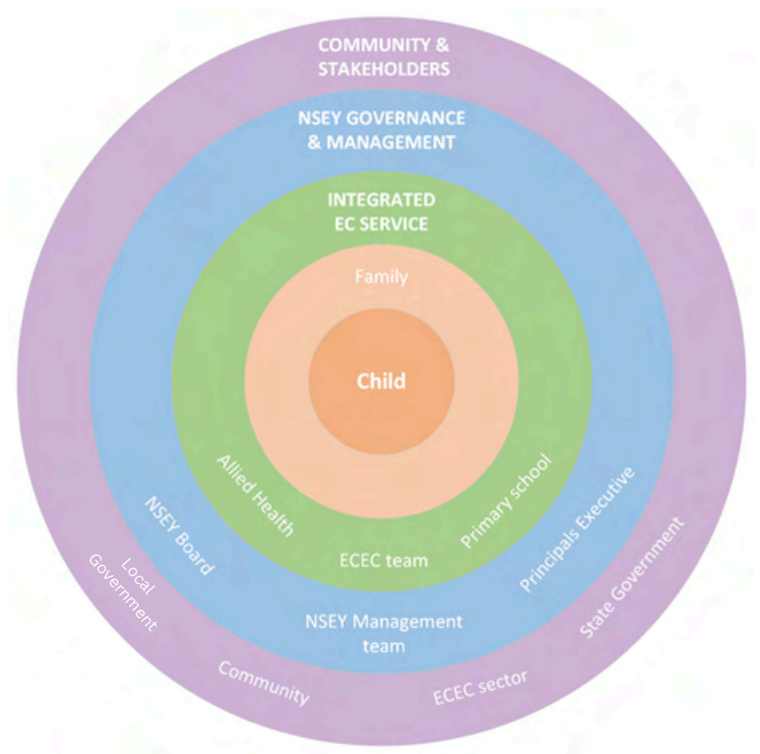 COMMUNITY &
STAKEHOLDERS
NSEY GOVERNANCE
& MANAGEMENT
INTEGRATED
EC SERVICE
Family
Child
Allied Health
ECEC team
Primary school
NSEY Board
NSEY Management
team
Principals Executive
Local
Government
Community
ECEC sector
State Government